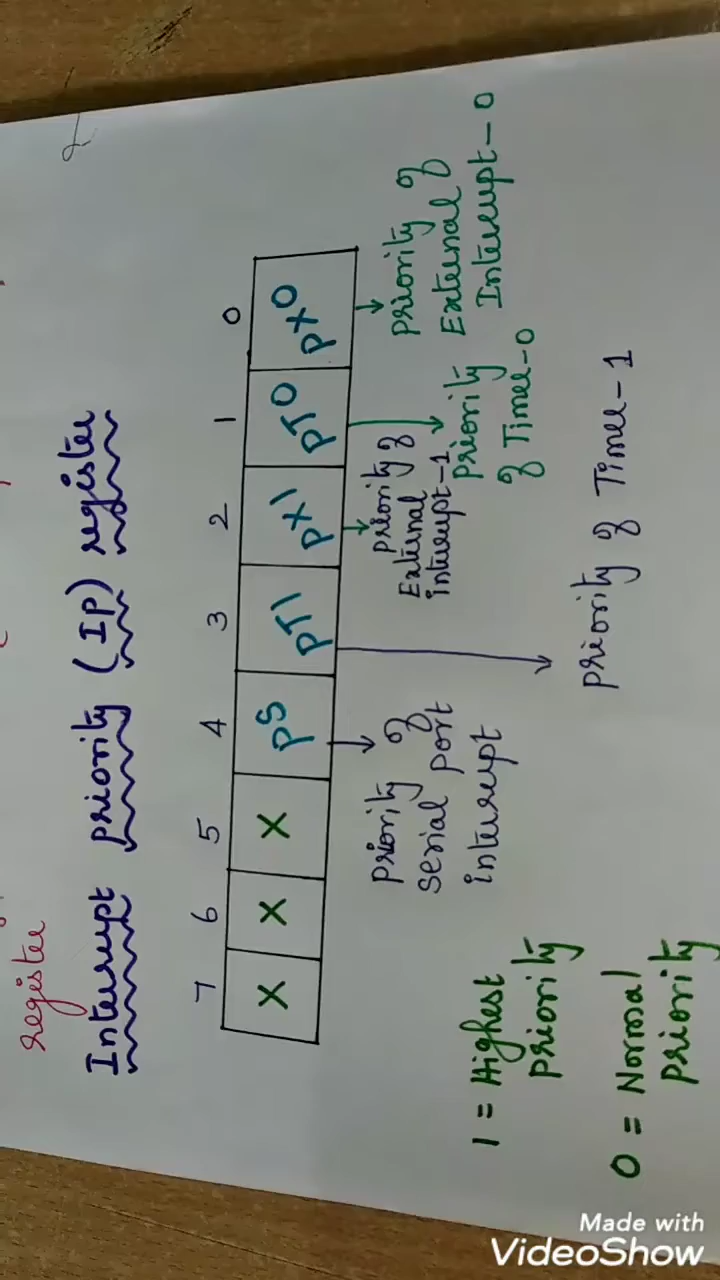 register
Interrupt priority (IP) register
7 6 5 4 3 2 1 0
X X X PS PT1 PX1 PT0 PX0
Priority of
serial port
interrupt
Priority of Timer-1
Priority of
External
interrupt-1
Priority
of Timer-0
Priority of
External
Interrupt-0
1 = Highest
Priority
0 = Normal
Priority
Made with
VideoShow